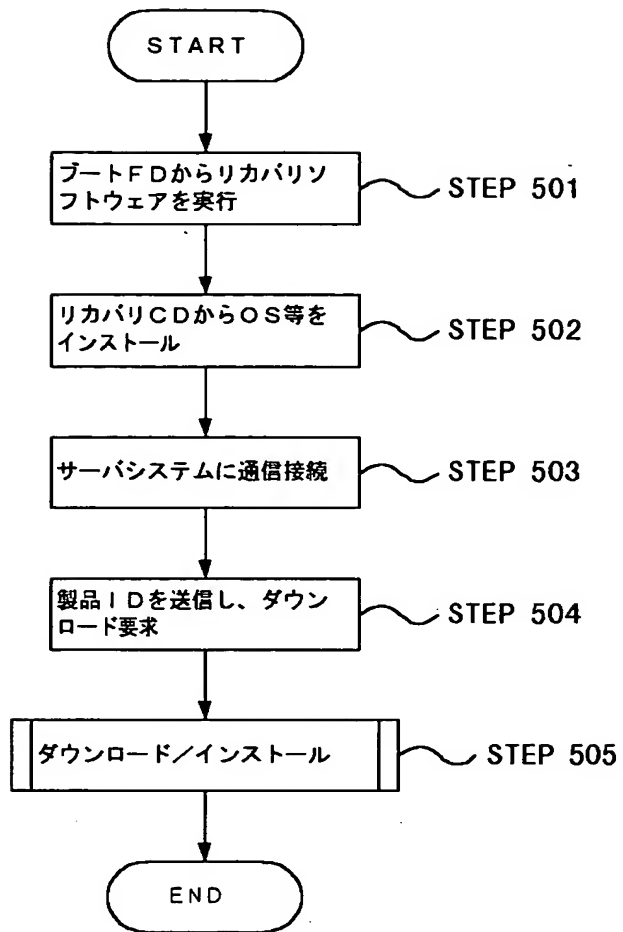 START
ブートFDからリカバリソ
フトウェアを実行
STEP 501
リカバリCDからOS等を
インストール
STEP 502
サーバシステムに通信接続
STEP 503
製品IDを送信し、ダウン
ロード要求
STEP 504
ダウンロード／インストール
STEP 505
END